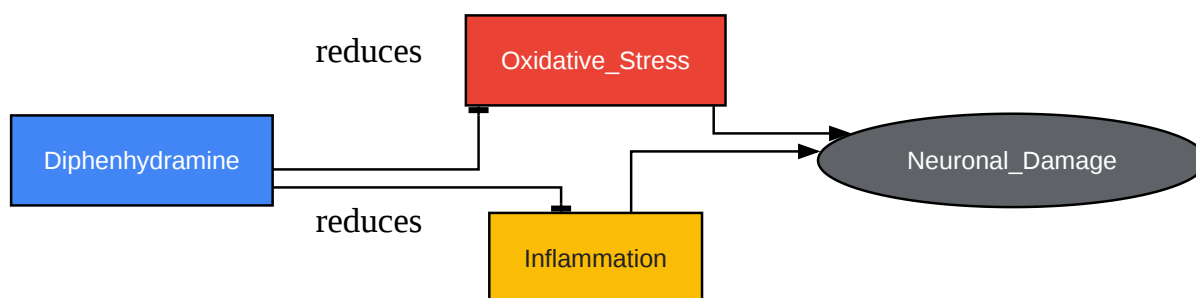 reduces
Oxidative_Stress
Diphenhydramine
Neuronal_Damage
reduces
Inflammation